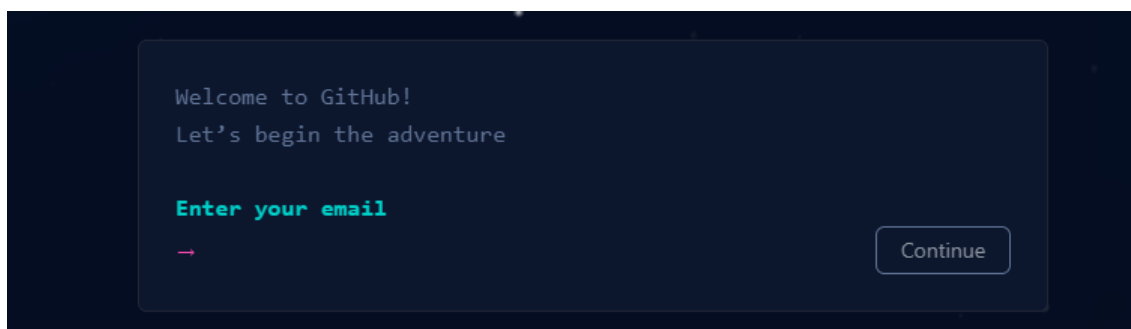 Welcome to GitHub!
Let’s begin the adventure
Enter your email
→
Continue